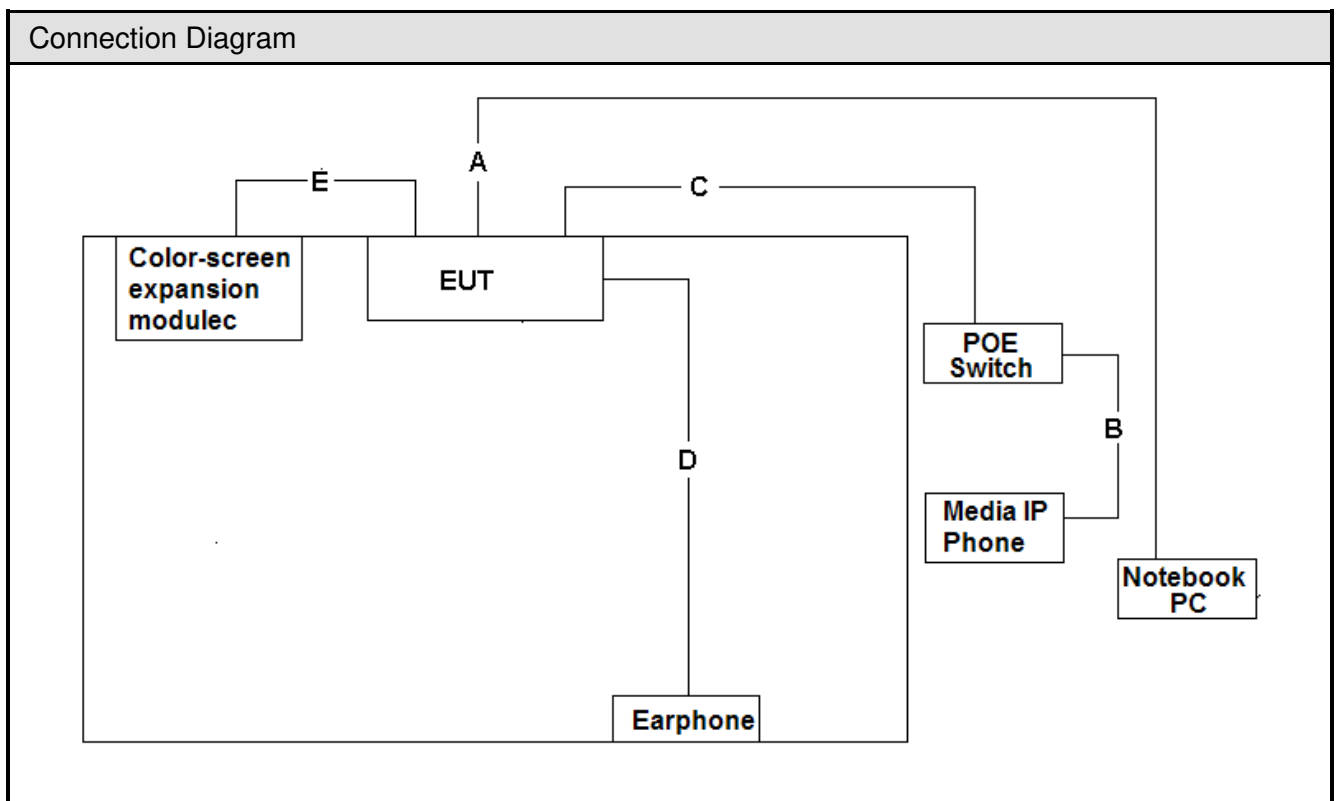 Connection Diagram
A
E
C
Color-screen
expansion
modulec
EUT
POE
Switch
B
D
Media IP
Phone
Notebook
PC
Earphone